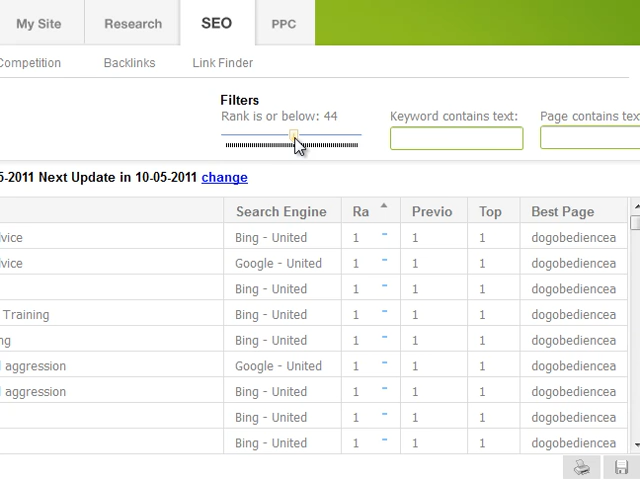 My Site Research SEO PPC
Competition Backlinks Link Finder
Filters
Rank is or below: 44 Keyword contains text: Page contains tex
5-2011 Next Update in 10-05-2011 change
Search Engine Ra Previo Top Best Page
dvice Bing - United 1 - 1 1 dogobediencea
dvice Google - United 1 - 1 1 dogobediencea
Bing - United 1 - 1 1 dogobediencea
Training Bing - United 1 - 1 1 dogobediencea
ng Bing - United 1 - 1 1 dogobediencea
aggression Google - United 1 - 1 1 dogobediencea
aggression Bing - United 1 - 1 1 dogobediencea
Bing - United 1 - 1 1 dogobediencea
Bing - United 1 - 1 1 dogobediencea